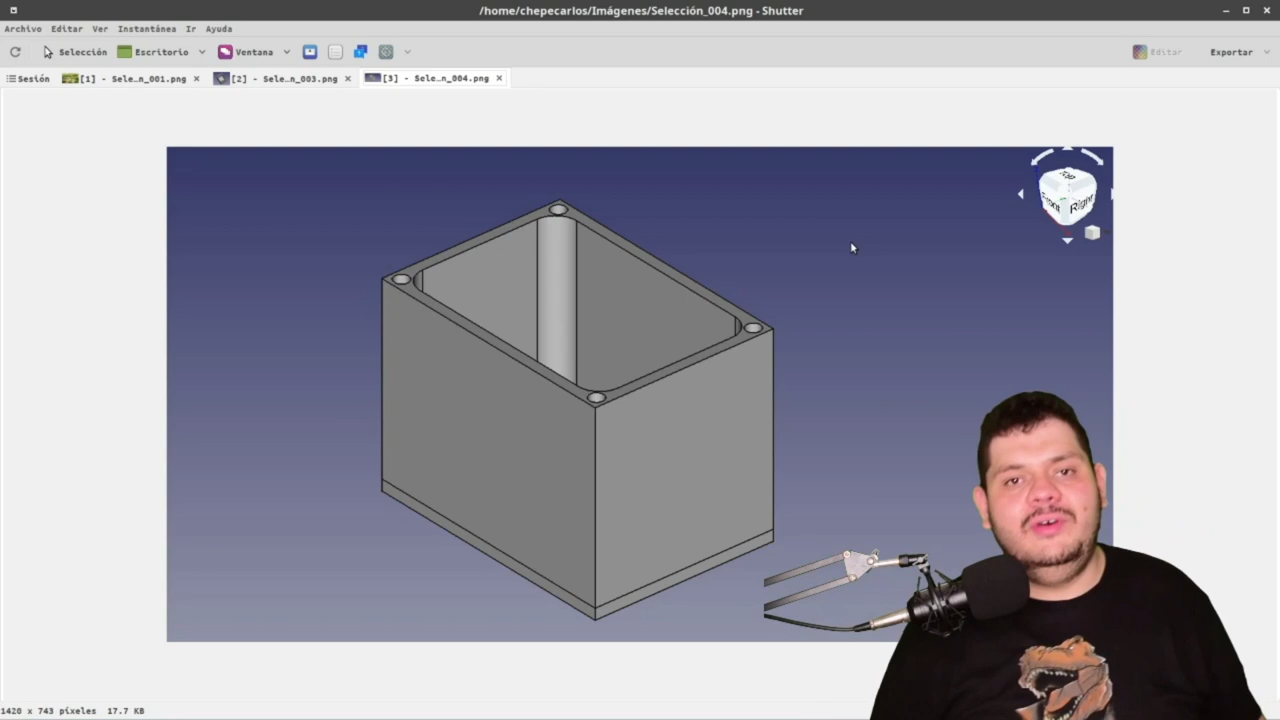 /home/chepecarlos/Imágenes/Selección_004.png - Shutter
Archivo Editar Ver Instantánea Ir Ayuda
Selección Escritorio Ventana Editar Exportar
Sesión [1] - Sele…n_001.png [2] - Sele…n_003.png [3] - Sele…n_004.png
Top
Front Right
1420 x 743 píxeles 17.7 KB